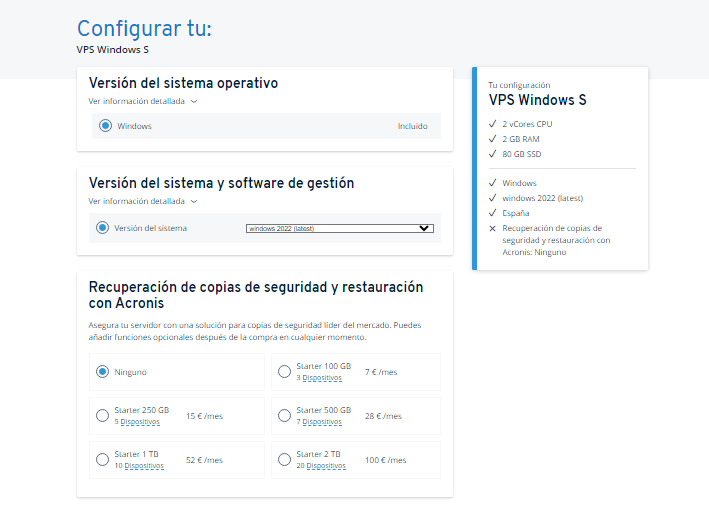 Configurar tu:
VPS Windows S
Versión del sistema operativo
Ver información detallada
Windows Incluido
Versión del sistema y software de gestión
Ver información detallada
Versión del sistema windows 2022 (latest)
Recuperación de copias de seguridad y restauración
con Acronis
Asegura tu servidor con una solución para copias de seguridad líder del mercado. Puedes
añadir funciones opcionales después de la compra en cualquier momento.
Ninguno
Starter 100 GB
3 Dispositivos
7 € /mes
Starter 250 GB
5 Dispositivos
15 € /mes
Starter 500 GB
7 Dispositivos
28 € /mes
Starter 1 TB
10 Dispositivos
52 € /mes
Starter 2 TB
20 Dispositivos
100 € /mes
Tu configuración
VPS Windows S
2 vCores CPU
2 GB RAM
80 GB SSD
Windows
windows 2022 (latest)
España
Recuperación de copias de
seguridad y restauración con
Acronis: Ninguno